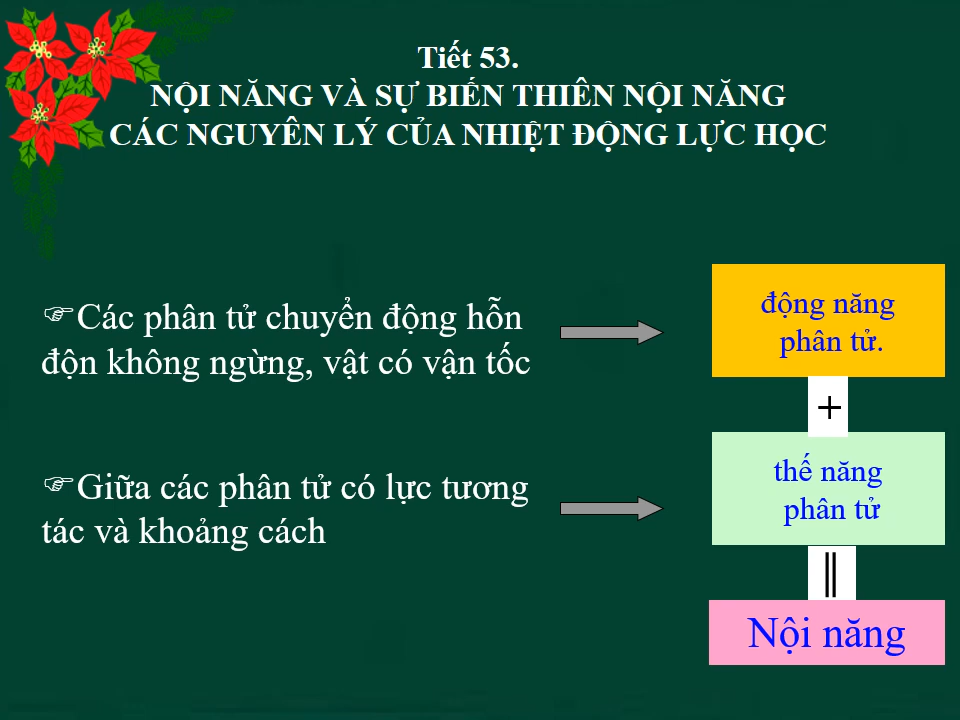 Tiết 53.
NỘI NĂNG VÀ SỰ BIẾN THIÊN NỘI NĂNG
CÁC NGUYÊN LÝ CỦA NHIỆT ĐỘNG LỰC HỌC
☞Các phân tử chuyển động hỗn
độn không ngừng, vật có vận tốc
động năng
phân tử.
+
☞Giữa các phân tử có lực tương
tác và khoảng cách
thế năng
phân tử
||
Nội năng